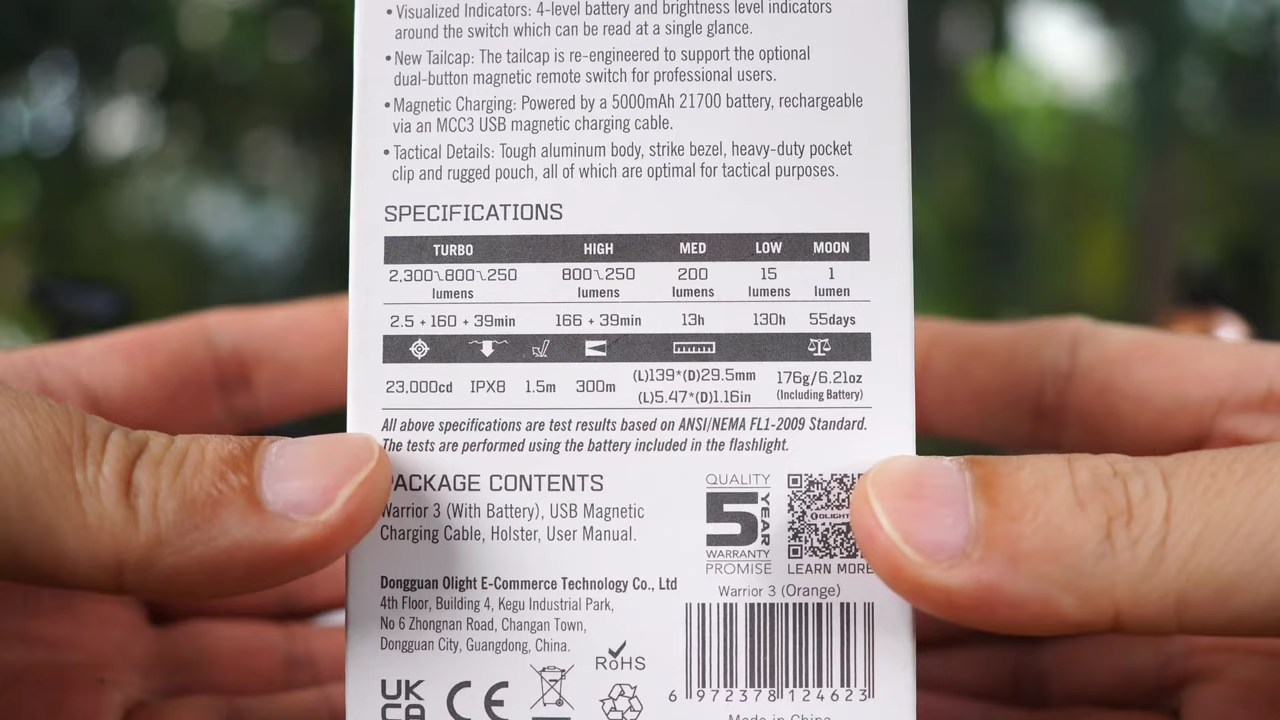 • Visualized Indicators: 4-level battery and brightness level indicators
around the switch which can be read at a single glance.
• New Tailcap: The tailcap is re-engineered to support the optional
dual-button magnetic remote switch for professional users.
• Magnetic Charging: Powered by a 5000mAh 21700 battery, rechargeable
via an MCC3 USB magnetic charging cable.
• Tactical Details: Tough aluminum body, strike bezel, heavy-duty pocket
clip and rugged pouch, all of which are optimal for tactical purposes.
SPECIFICATIONS
TURBO HIGH MED LOW MOON
2,300~800~250 800~250 200 15 1
lumens lumens lumens lumens lumen
2.5 + 160 + 39min 166 + 39min 13h 130h 55days
23,000cd IPX8 1.5m 300m (L)139*(D)29.5mm 176g/6.21oz
(L)5.47*(D)1.16in (Including Battery)
All above specifications are test results based on ANSI/NEMA FL1-2009 Standard.
The tests are performed using the battery included in the flashlight.
PACKAGE CONTENTS
Warrior 3 (With Battery), USB Magnetic
Charging Cable, Holster, User Manual.
QUALITY
5 YEAR
WARRANTY
PROMISE
OLIGHT
LEARN MORE
Dongguan Olight E-Commerce Technology Co., Ltd
4th Floor, Building 4, Kegu Industrial Park,
No 6 Zhongnan Road, Changan Town,
Dongguan City, Guangdong, China.
Warrior 3 (Orange)
RoHS
UK
CA
CE
6 972378 124623
Made in China